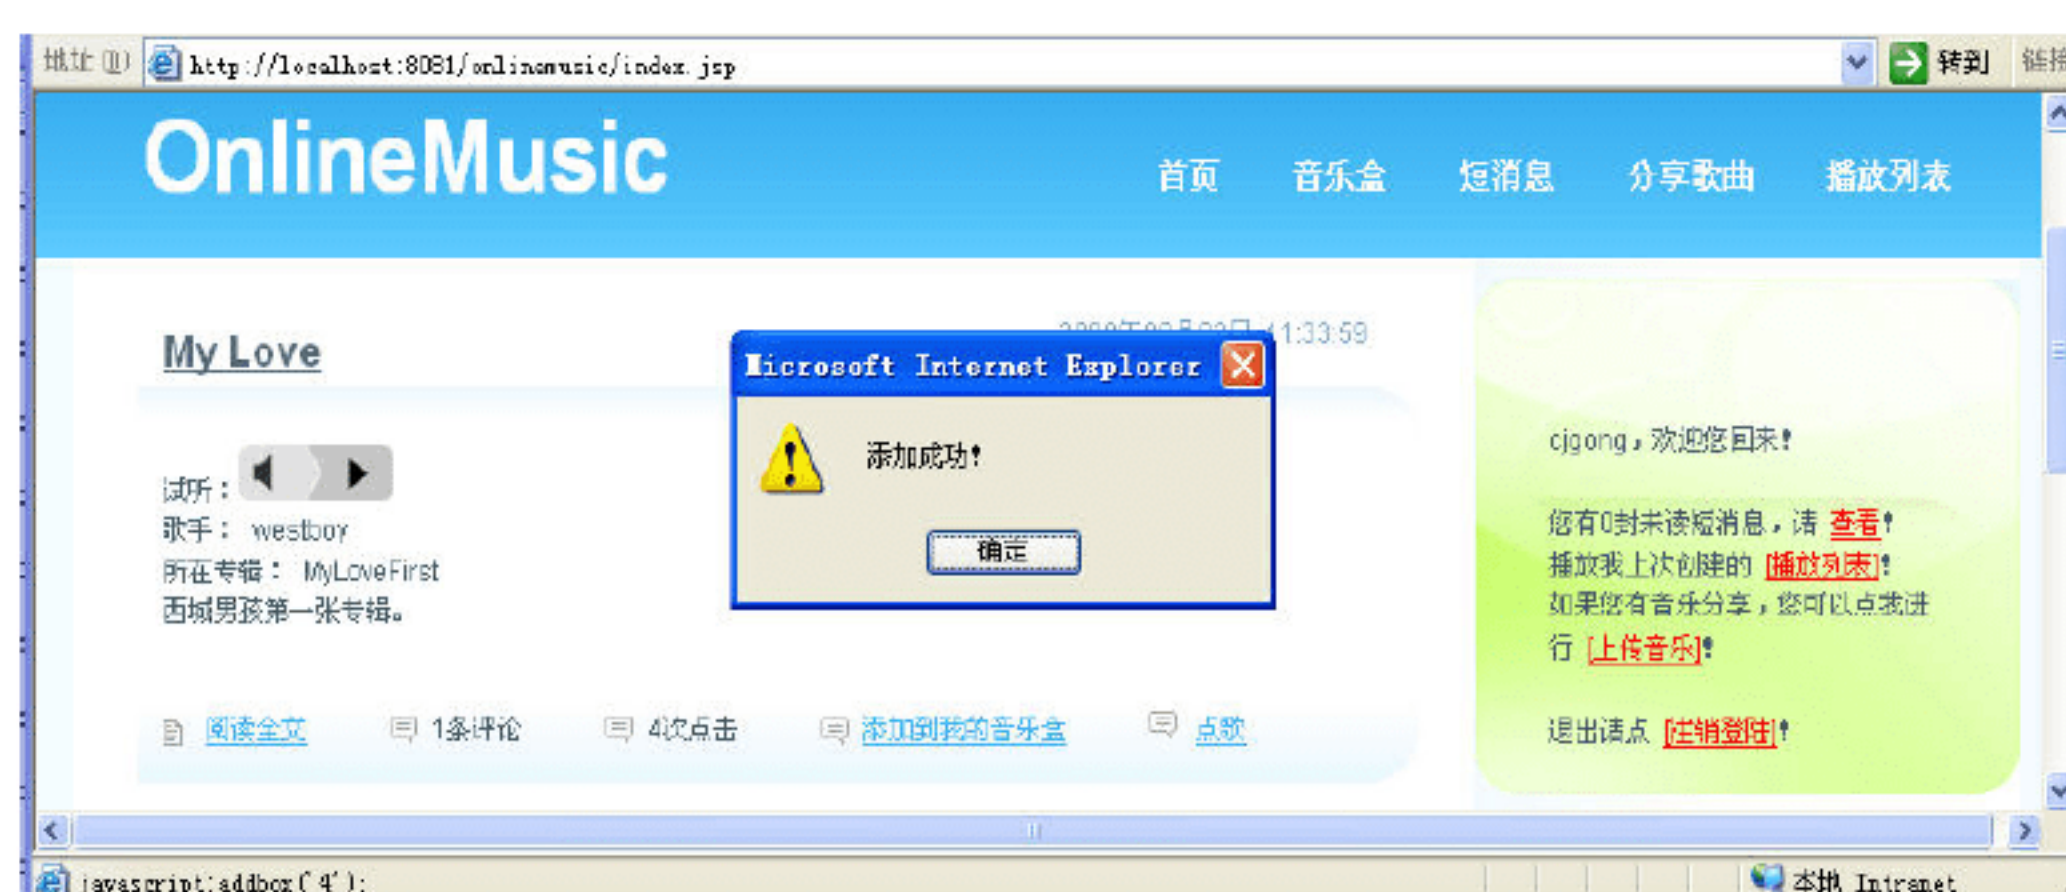 地址(D) http://localhost:8081/onlinemusic/index.jsp 转到 链接
OnlineMusic
首页 音乐盒 短消息 分享歌曲 播放列表
My Love
11:33:59
Microsoft Internet Explorer
添加成功!
确定
试听:
歌手: westboy
所在专辑: MyLoveFirst
西城男孩第一张专辑。
阅读全文 1条评论 4次点击 添加到我的音乐盒 点歌
cjgong,欢迎您回来!
您有0封未读短消息,请 查看!
播放我上次创建的 [播放列表]!
如果您有音乐分享,您可以点我进
行 [上传音乐]!
退出请点 [注销登陆]!
javascript:addbox('4'); 本地 Intranet